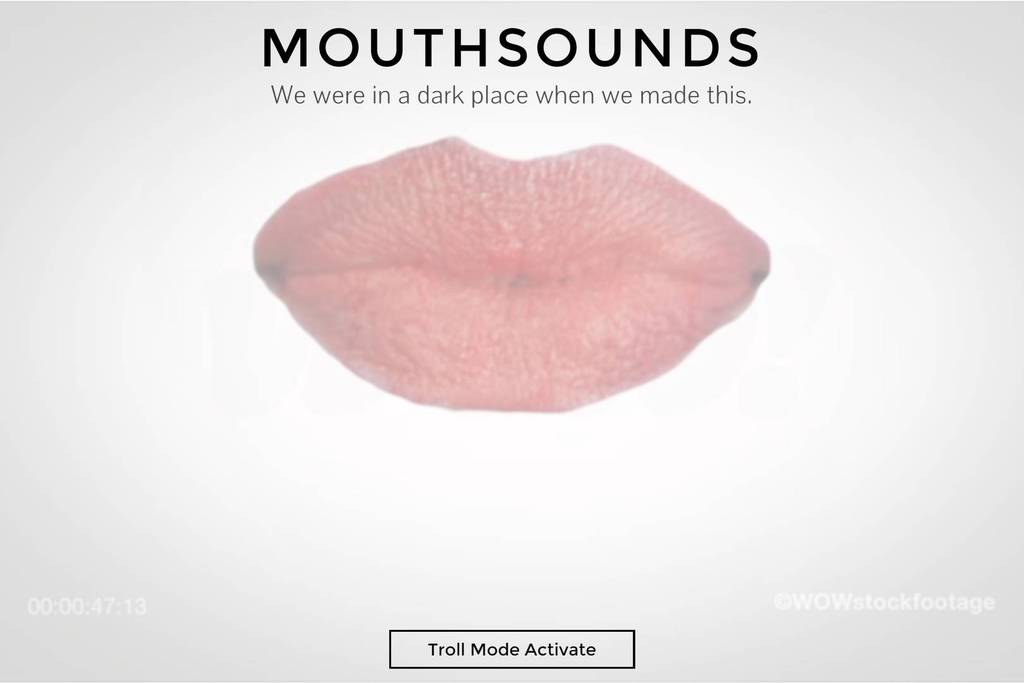 MOUTHSOUNDS
We were in a dark place when we made this.
00:00:47:13
©WOWstockfootage
Troll Mode Activate